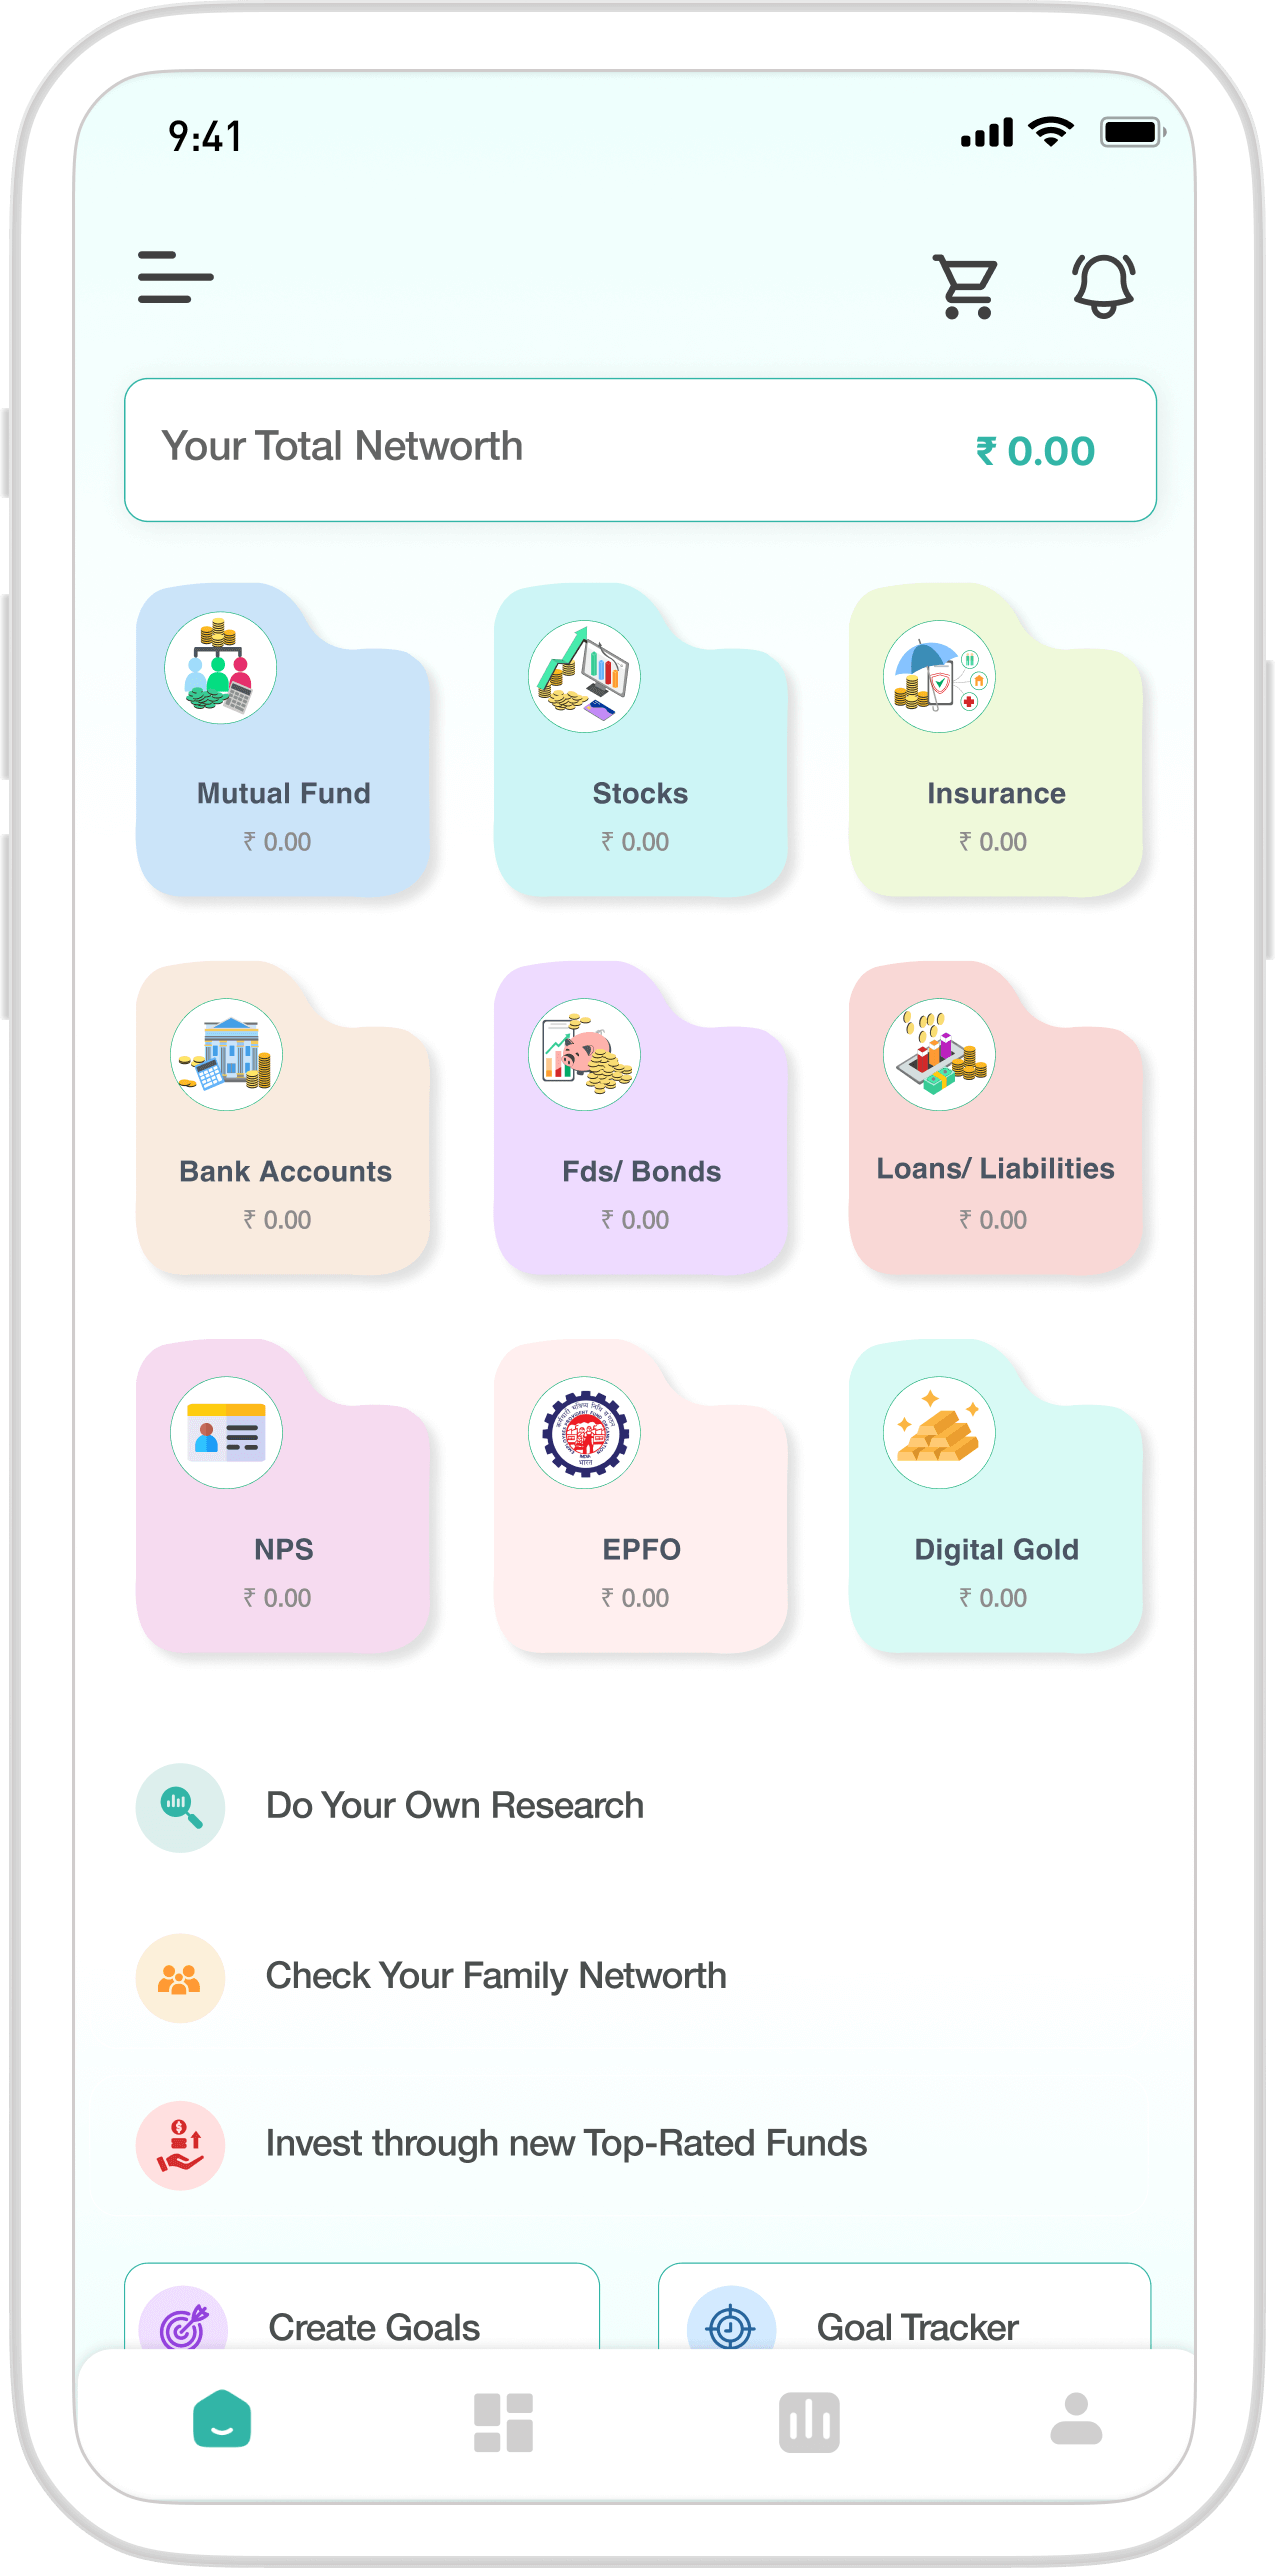 9:41
Your Total Networth
₹ 0.00
Mutual Fund
₹ 0.00
Stocks
₹ 0.00
Insurance
₹ 0.00
Bank Accounts
₹ 0.00
Fds/ Bonds
₹ 0.00
Loans/ Liabilities
₹ 0.00
NPS
₹ 0.00
EPFO
₹ 0.00
Digital Gold
₹ 0.00
Do Your Own Research
Check Your Family Networth
Invest through new Top-Rated Funds
Create Goals
Goal Tracker